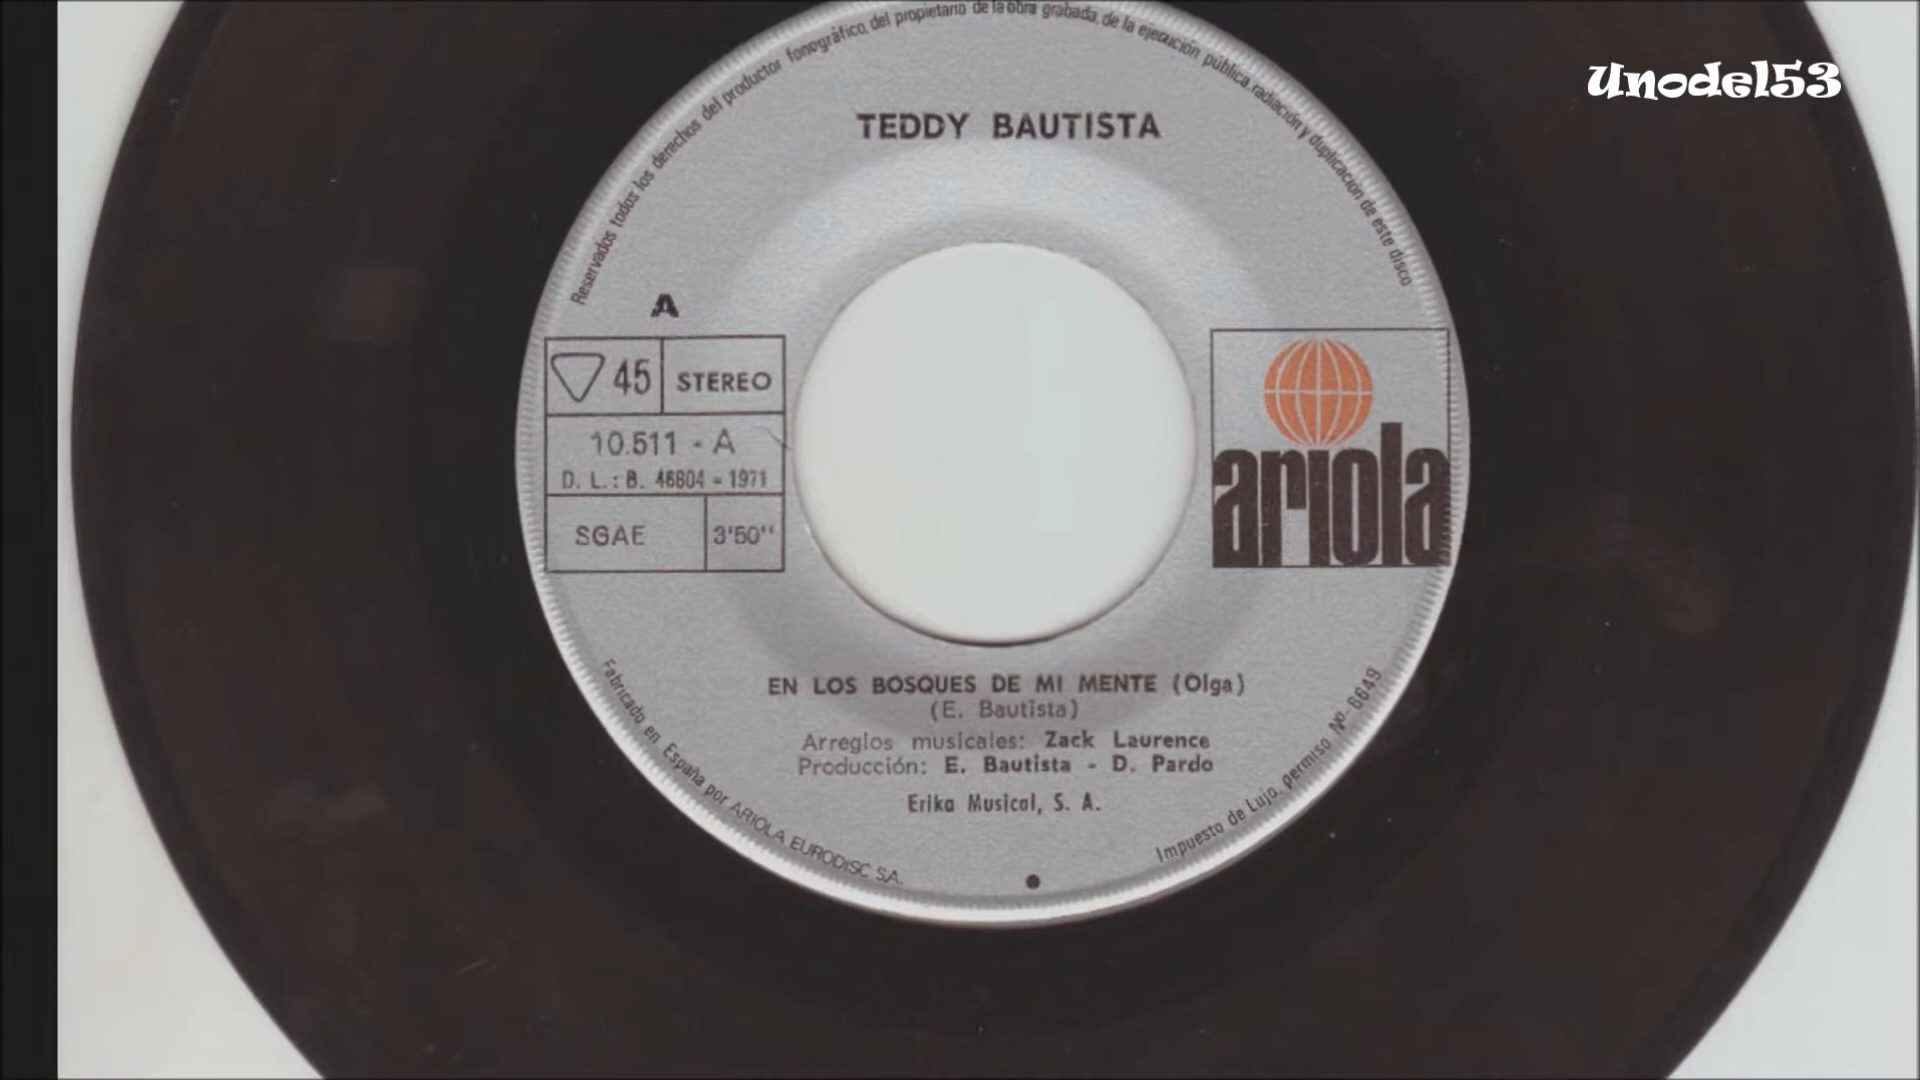 Unodel53
Reservados todos los derechos del productor fonográfico, del propietario de la obra grabada, de la ejecución pública, radiación y duplicación de este disco
TEDDY BAUTISTA
A
45 STEREO
10.511 - A
D. L.: B. 46804 - 1971
SGAE 3'50''
ariola
EN LOS BOSQUES DE MI MENTE (Olga)
(E. Bautista)
Arreglos musicales: Zack Laurence
Producción: E. Bautista - D. Pardo
Erika Musical, S. A.
Fabricado en España por ARIOLA EURODISC S.A.
Impuesto de Lujo, permiso Nº- 6649